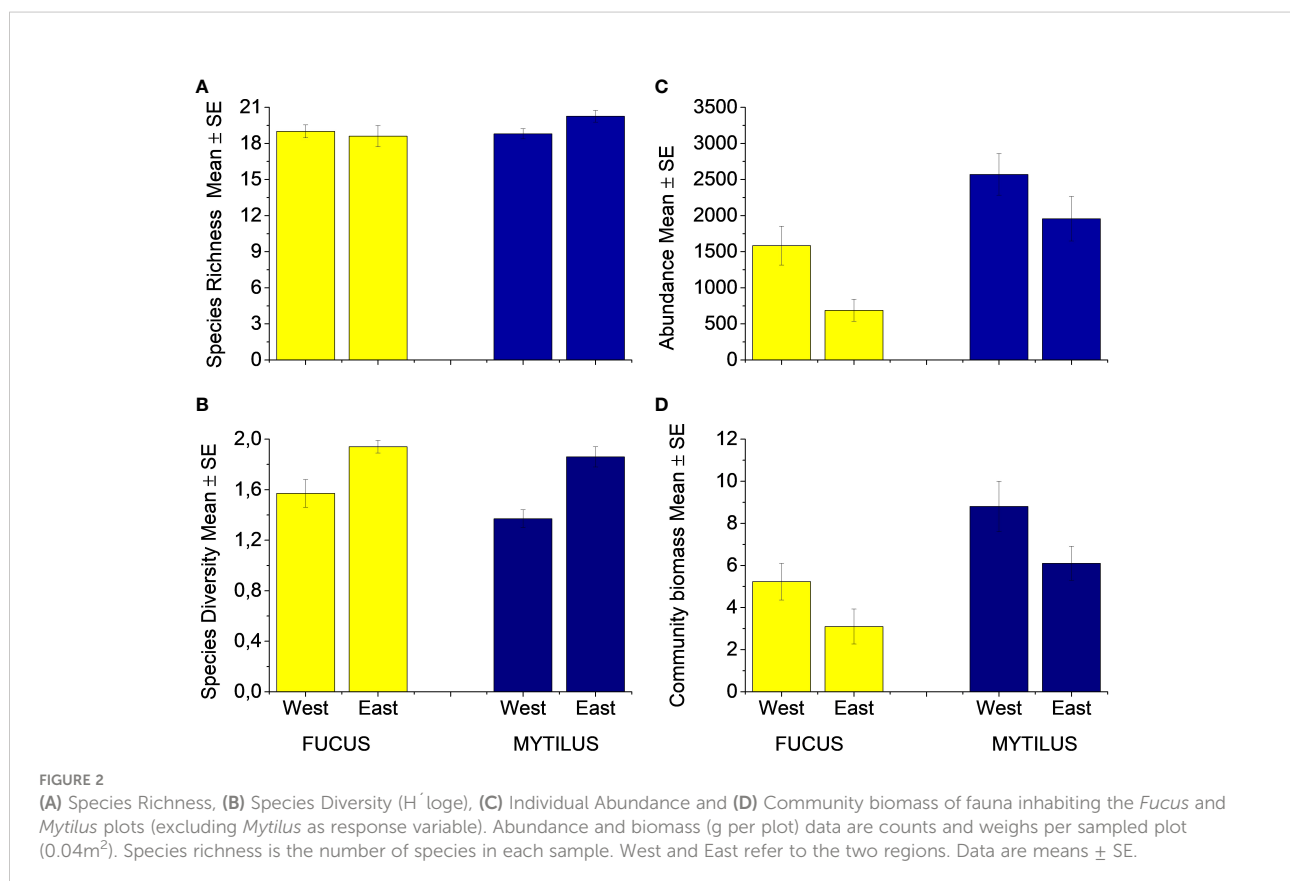 A
Species Richness Mean ± SE
21
18
15
12
9
6
3
0
C
Abundance Mean ± SE
3500
3000
2500
2000
1500
1000
500
0
B
Species Diversity Mean ± SE
2,0
1,6
1,2
0,8
0,4
0,0
West East West East
FUCUS MYTILUS
D
Community biomass Mean ± SE
12
10
8
6
4
2
0
West East West East
FUCUS MYTILUS
FIGURE 2
(A) Species Richness, (B) Species Diversity (H´loge), (C) Individual Abundance and (D) Community biomass of fauna inhabiting the Fucus and
Mytilus plots (excluding Mytilus as response variable). Abundance and biomass (g per plot) data are counts and weighs per sampled plot
(0.04m²). Species richness is the number of species in each sample. West and East refer to the two regions. Data are means ± SE.